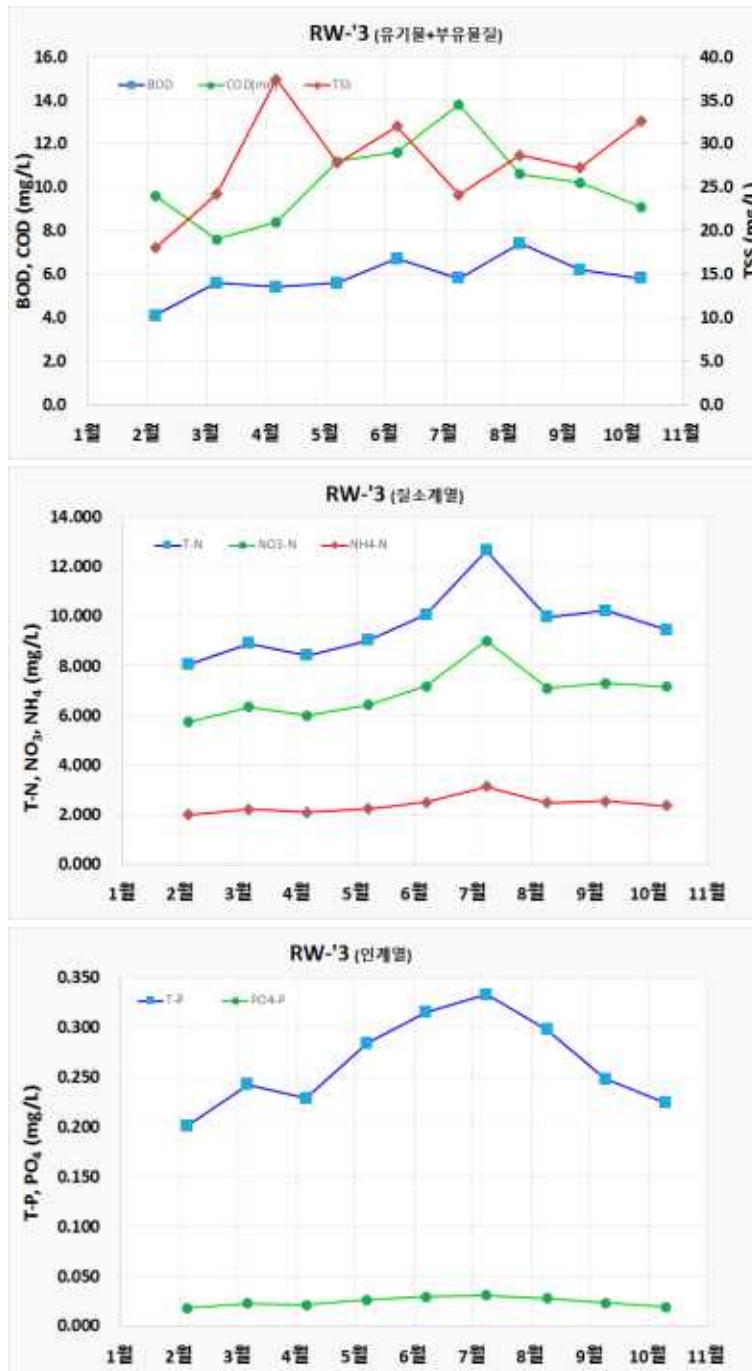 RW-'3 (유기물+부유물질)
BOD COD(m TSS
BOD, COD (mg/L)
16.0
14.0
12.0
10.0
8.0
6.0
4.0
2.0
0.0
40.0
35.0
30.0
25.0
20.0
15.0
10.0
5.0
0.0
TSS (mg/L)
1월 2월 3월 4월 5월 6월 7월 8월 9월 10월 11월
RW-'3 (질소계열)
T-N NO3-N NH4-N
T-N, NO₃, NH₄ (mg/L)
14.000
12.000
10.000
8.000
6.000
4.000
2.000
0.000
1월 2월 3월 4월 5월 6월 7월 8월 9월 10월 11월
RW-'3 (인계열)
T-P PO4-P
T-P, PO₄ (mg/L)
0.350
0.300
0.250
0.200
0.150
0.100
0.050
0.000
1월 2월 3월 4월 5월 6월 7월 8월 9월 10월 11월